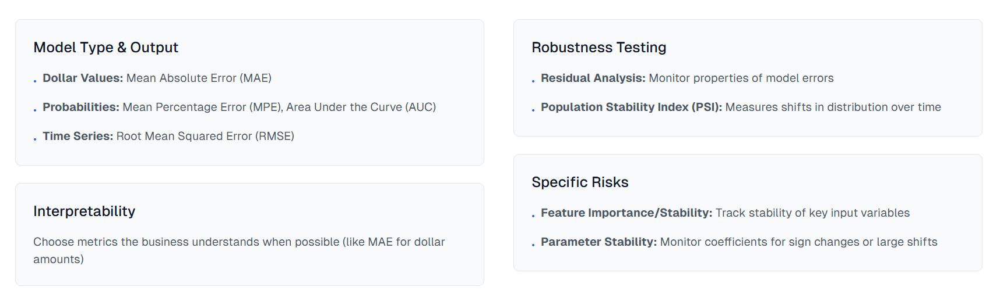 Model Type & Output
• Dollar Values: Mean Absolute Error (MAE)
• Probabilities: Mean Percentage Error (MPE), Area Under the Curve (AUC)
• Time Series: Root Mean Squared Error (RMSE)
Interpretability
Choose metrics the business understands when possible (like MAE for dollar
amounts)
Robustness Testing
• Residual Analysis: Monitor properties of model errors
• Population Stability Index (PSI): Measures shifts in distribution over time
Specific Risks
• Feature Importance/Stability: Track stability of key input variables
• Parameter Stability: Monitor coefficients for sign changes or large shifts